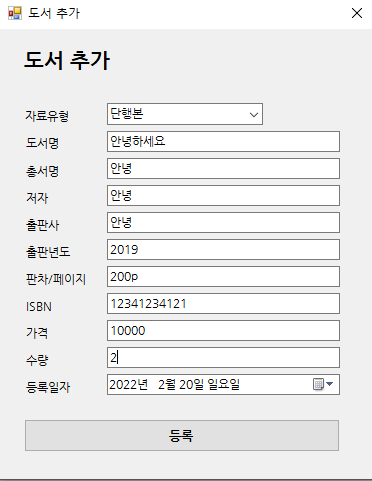 도서 추가
도서 추가
자료유형 단행본
도서명 안녕하세요
총서명 안녕
저자 안녕
출판사 안녕
출판년도 2019
판차/페이지 200p
ISBN 12341234121
가격 10000
수량 2
등록일자 2022년 2월 20일 일요일
등록